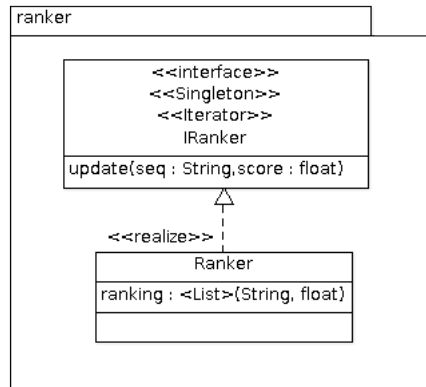 ranker
<<interface>>
<<Singleton>>
<<Iterator>>
IRanker
update(seq : String,score : float)
<<realize>>
Ranker
ranking : <List>(String, float)